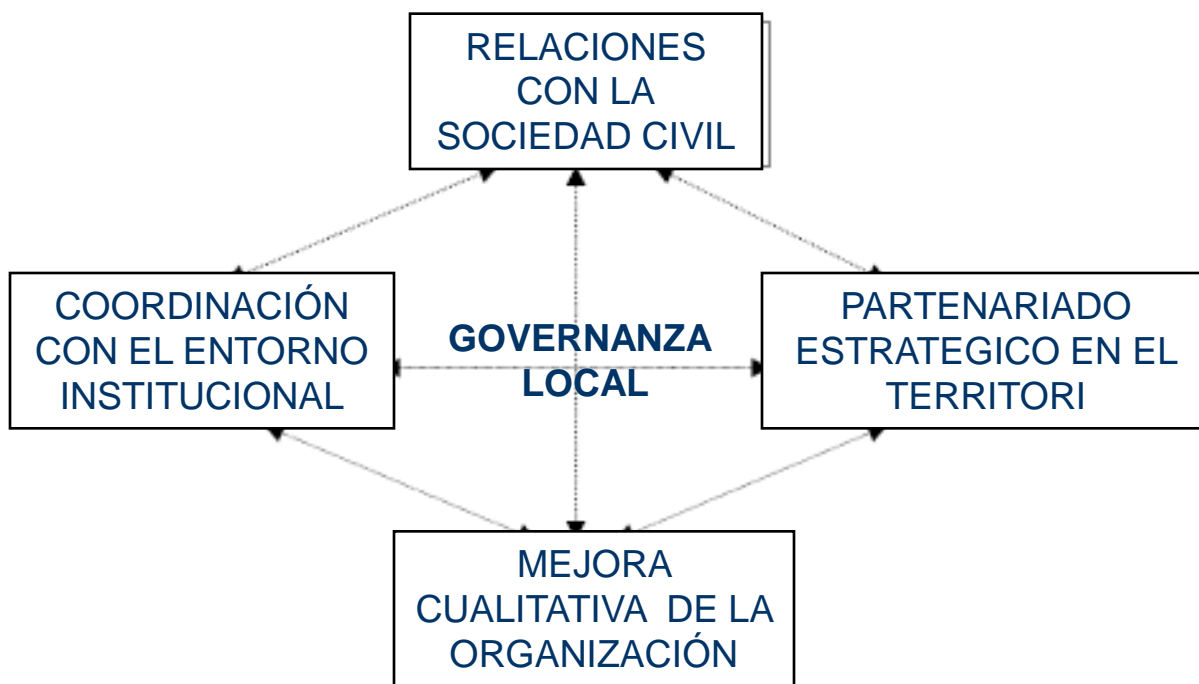 RELACIONES
CON LA
SOCIEDAD CIVIL
COORDINACIÓN
CON EL ENTORNO
INSTITUCIONAL
GOVERNANZA
LOCAL
PARTENARIADO
ESTRATEGICO EN EL
TERRITORI
MEJORA
CUALITATIVA DE LA
ORGANIZACIÓN